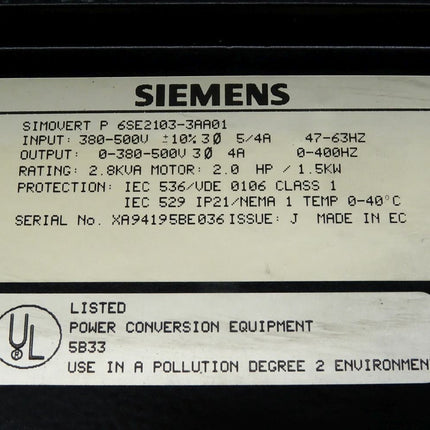 SIEMENS
SIMOVERT P 6SE2103-3AA01
INPUT: 380-500V ±10% 3Ø 5/4A 47-63HZ
OUTPUT: 0-380-500V 3Ø 4A 0-400HZ
RATING: 2.8KVA MOTOR: 2.0 HP / 1.5KW
PROTECTION: IEC 536/VDE 0106 CLASS 1
IEC 529 IP21/NEMA 1 TEMP 0-40°C
SERIAL No. XA94195BE036 ISSUE: J MADE IN EC
UL ®
LISTED
POWER CONVERSION EQUIPMENT
5B33
USE IN A POLLUTION DEGREE 2 ENVIRONMEN